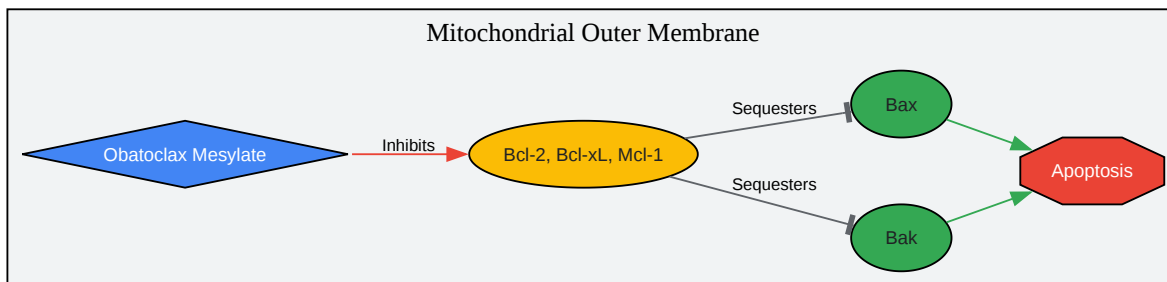 Mitochondrial Outer Membrane
Obatoclax Mesylate
Inhibits
Bcl-2, Bcl-xL, Mcl-1
Sequesters
Sequesters
Bax
Bak
Apoptosis